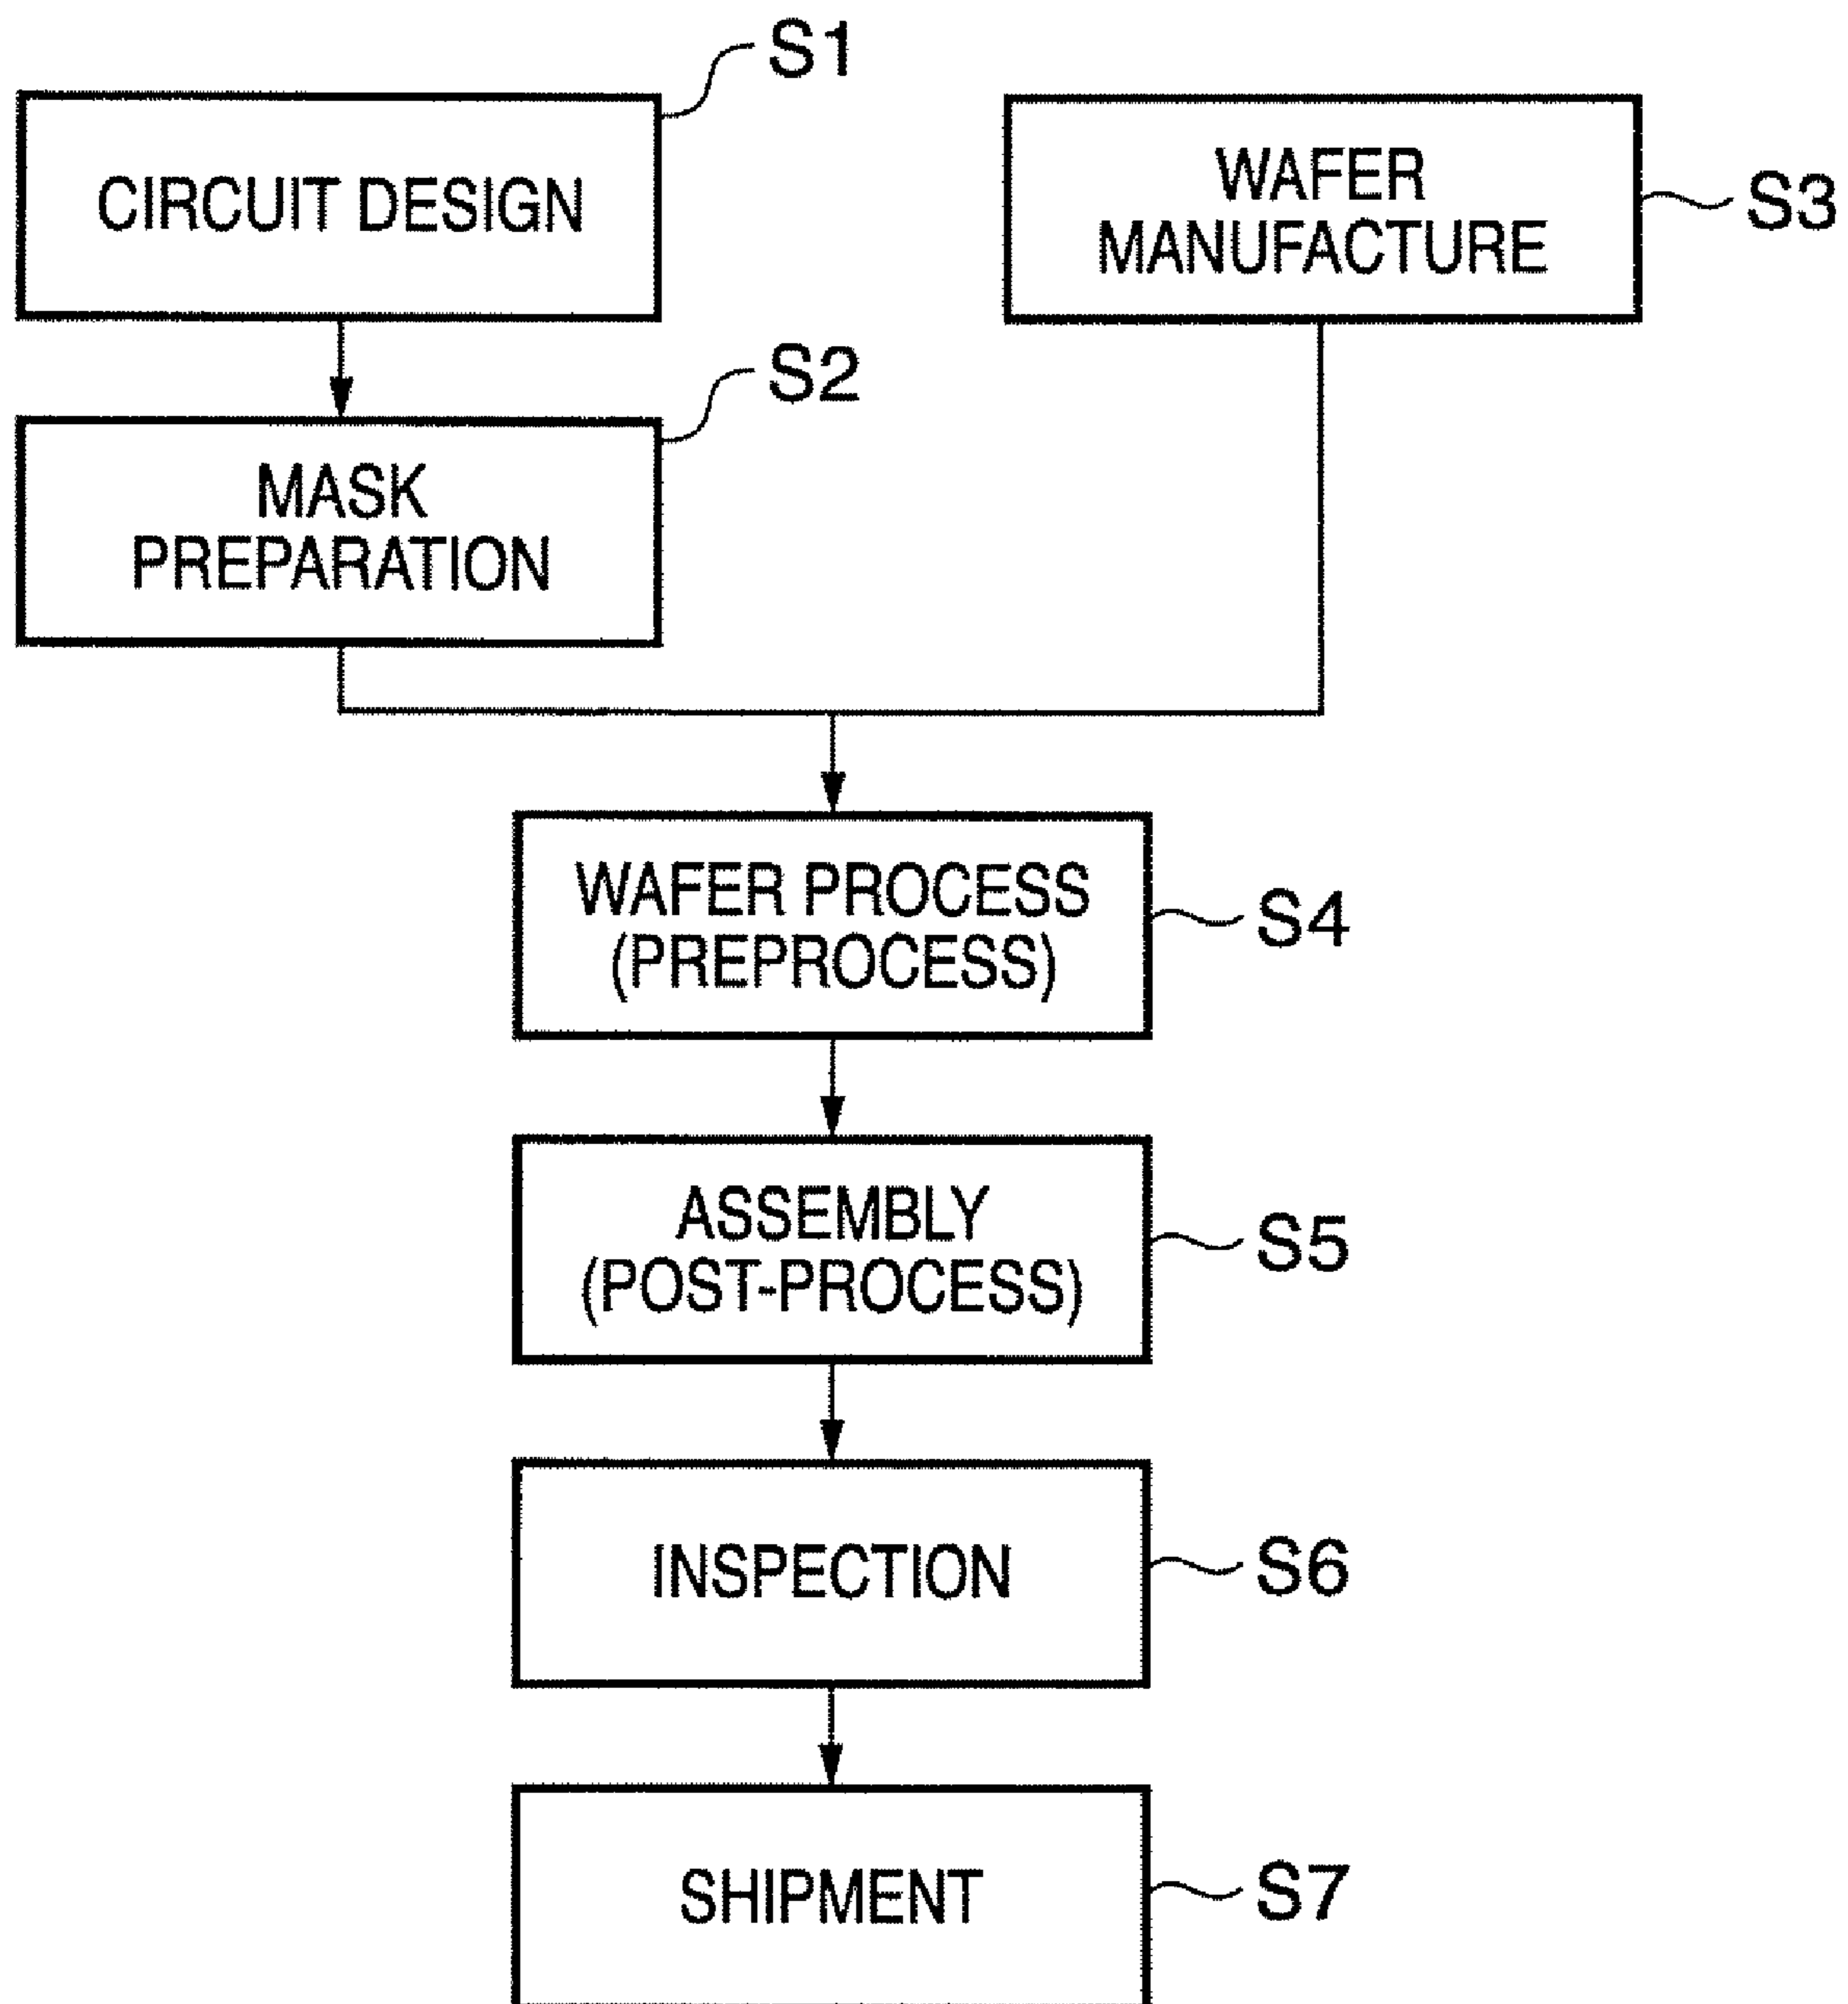 S1
CIRCUIT DESIGN
WAFER
MANUFACTURE
S3
S2
MASK
PREPARATION
WAFER PROCESS
(PREPROCESS)
S4
ASSEMBLY
(POST-PROCESS)
S5
INSPECTION
S6
SHIPMENT
S7